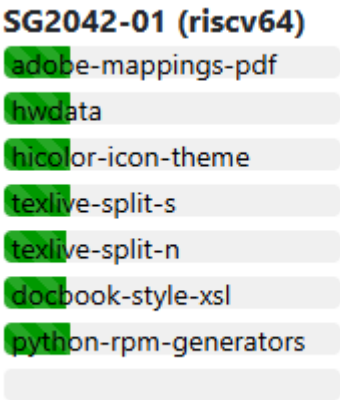 SG2042-01 (riscv64)
adobe-mappings-pdf
hwdata
hicolor-icon-theme
texlive-split-s
texlive-split-n
docbook-style-xsl
python-rpm-generators